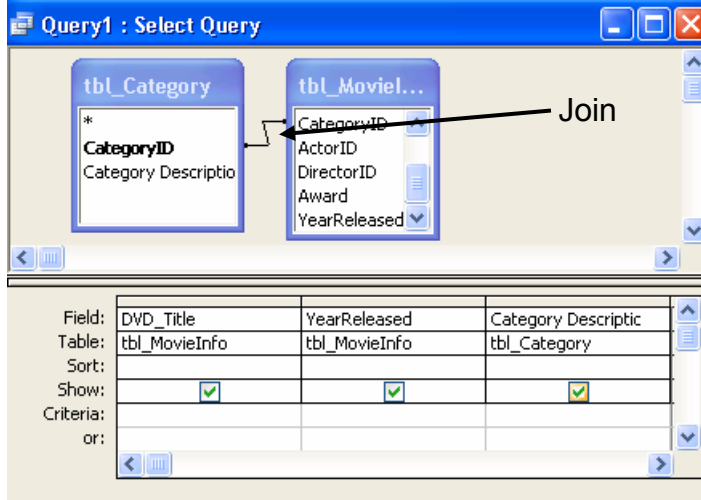 Query1 : Select Query
tbl_Category
tbl_MovieI...
Join
*
CategoryID
Category Descriptio
CategoryID
ActorID
DirectorID
Award
YearReleased
Field: DVD_Title YearReleased Category Descriptic
Table: tbl_MovieInfo tbl_MovieInfo tbl_Category
Sort:
Show:
Criteria:
or: